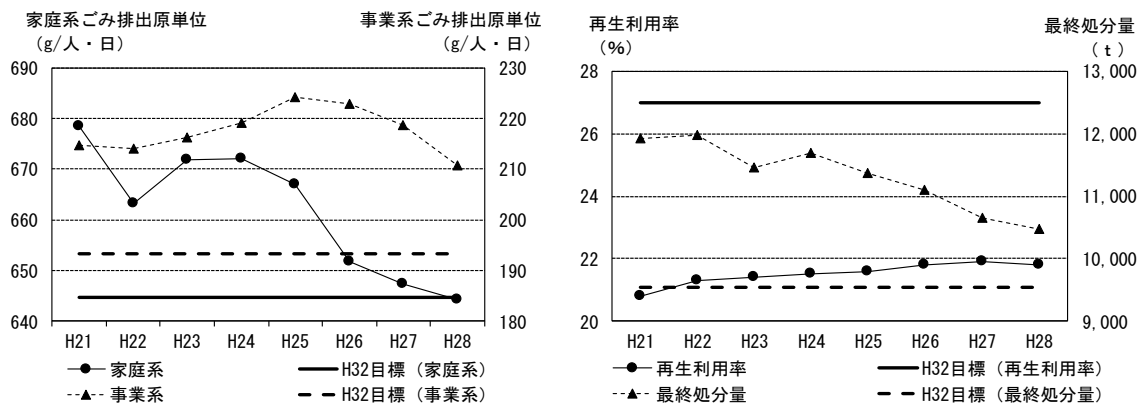 家庭系ごみ排出原単位
(g/人・日)
事業系ごみ排出原単位
(g/人・日)
690
680
670
660
650
640
230
220
210
200
190
180
H21 H22 H23 H24 H25 H26 H27 H28
家庭系
H32目標（家庭系）
事業系
H32目標（事業系）
再生利用率
（％）
最終処分量
（ｔ）
28
26
24
22
20
13,000
12,000
11,000
10,000
9,000
H21 H22 H23 H24 H25 H26 H27 H28
再生利用率
H32目標（再生利用率）
最終処分量
H32目標（最終処分量）